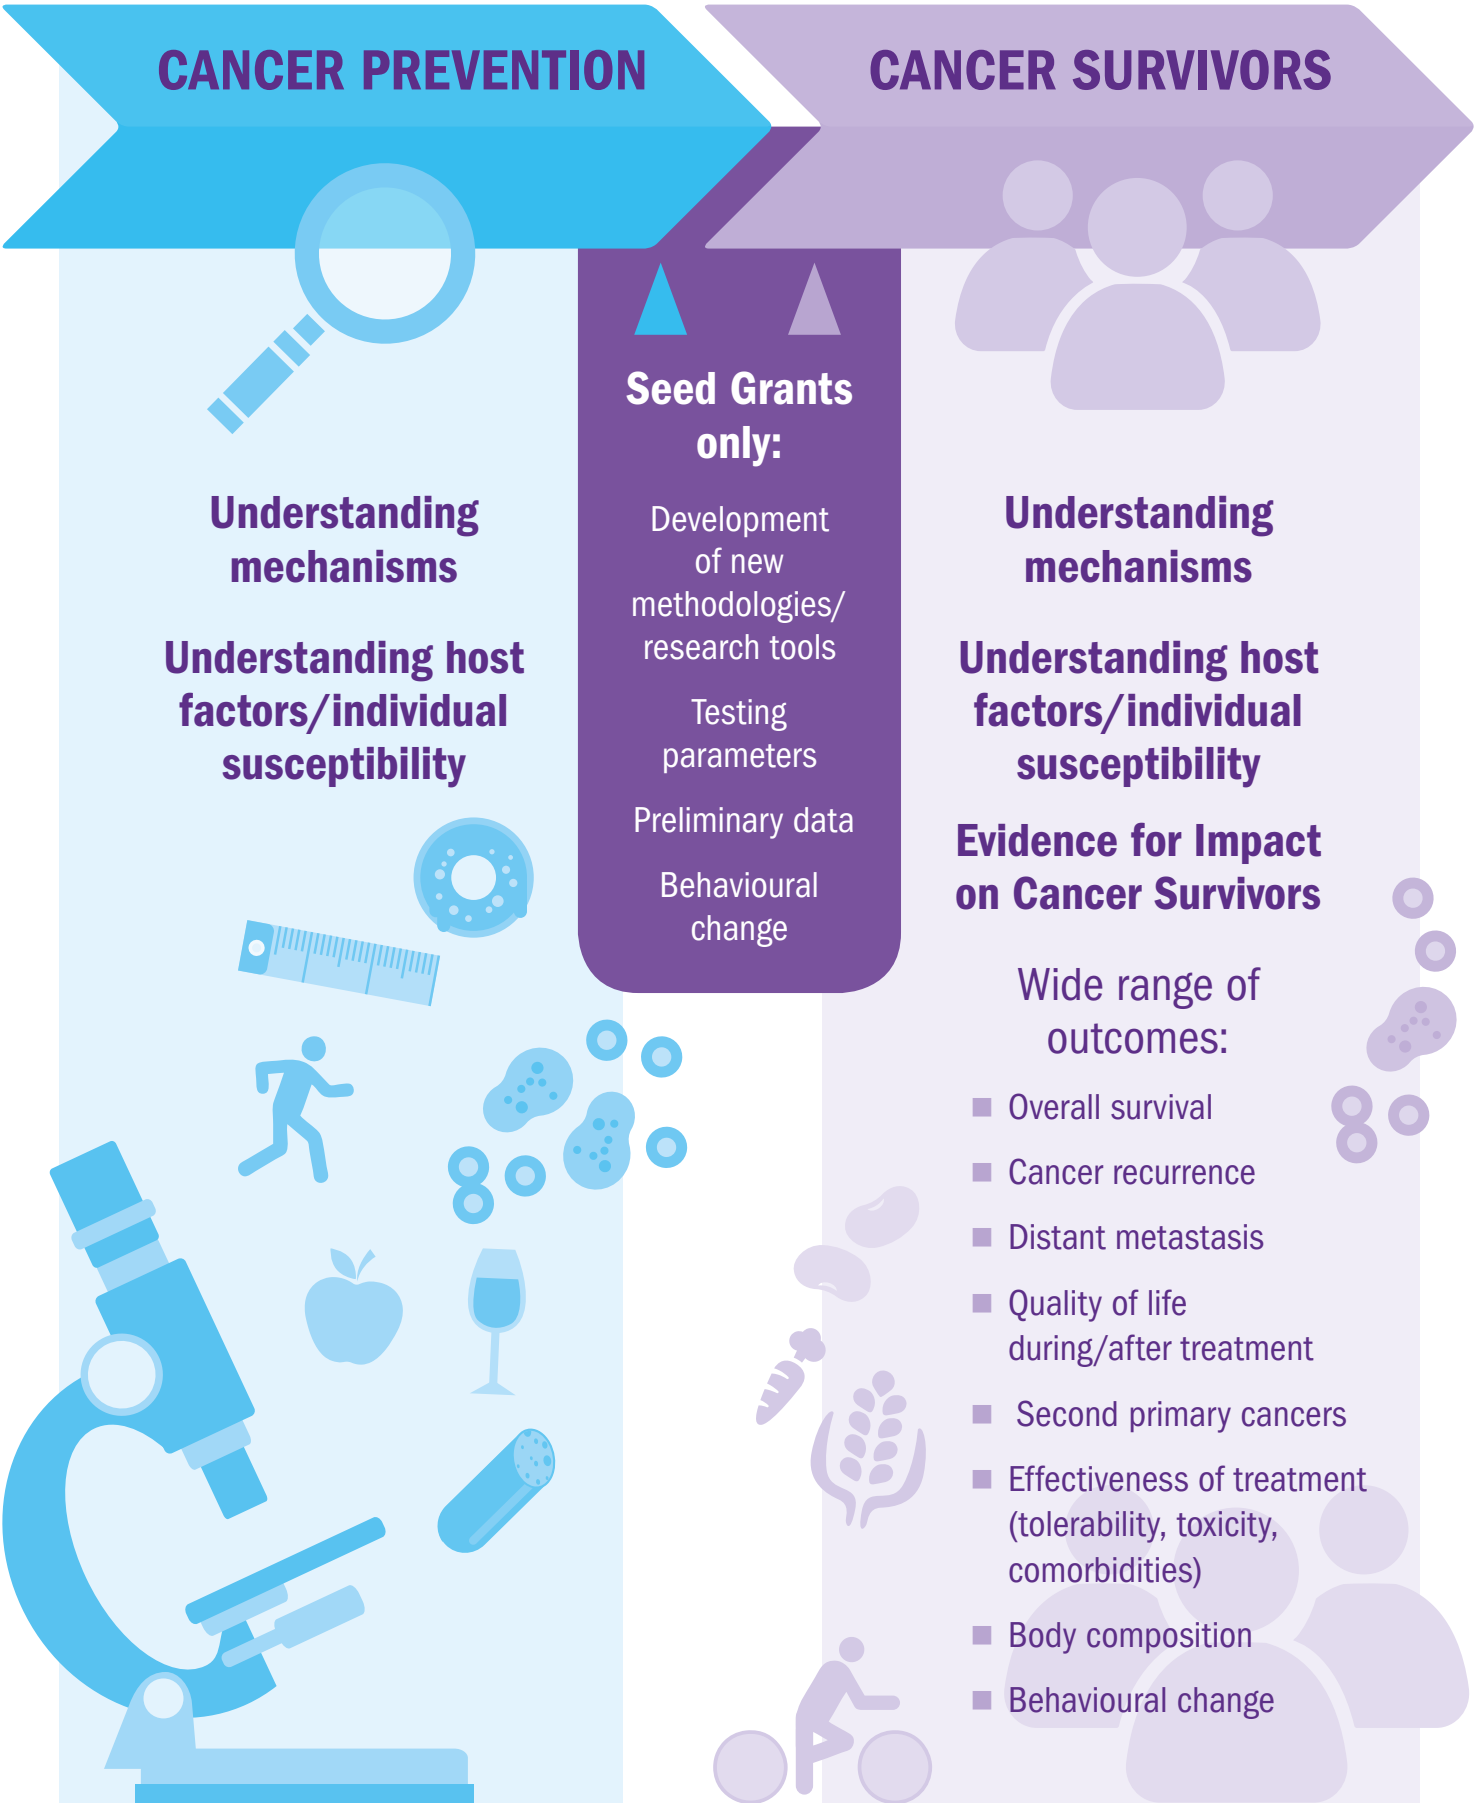 CANCER PREVENTION
CANCER SURVIVORS
Understanding
mechanisms
Understanding host
factors/individual
susceptibility
Seed Grants
only:
Development
of new
methodologies/
research tools
Testing
parameters
Preliminary data
Behavioural
change
Understanding
mechanisms
Understanding host
factors/individual
susceptibility
Evidence for Impact
on Cancer Survivors
Wide range of
outcomes:
Overall survival
Cancer recurrence
Distant metastasis
Quality of life
during/after treatment
Second primary cancers
Effectiveness of treatment
(tolerability, toxicity,
comorbidities)
Body composition
Behavioural change